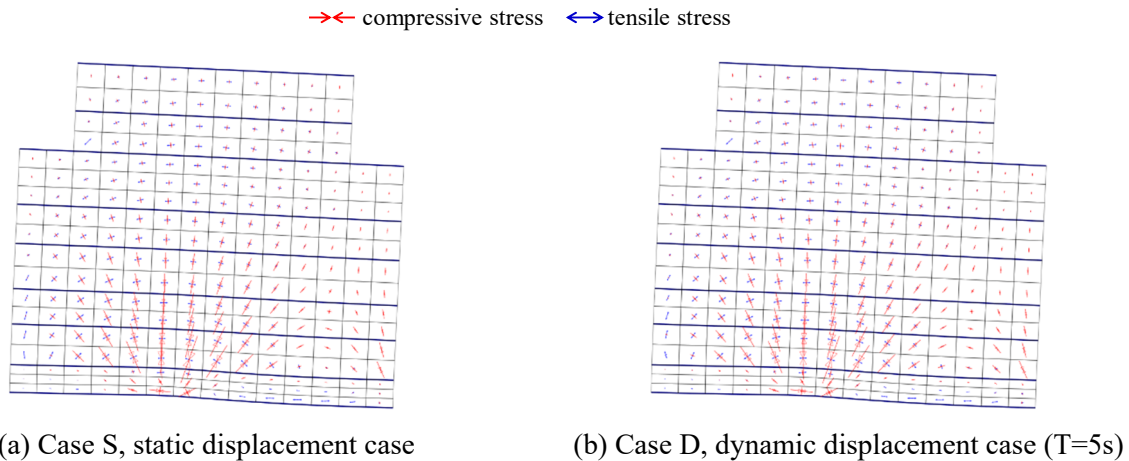 compressive stress tensile stress
(a) Case S, static displacement case (b) Case D, dynamic displacement case (T=5s)